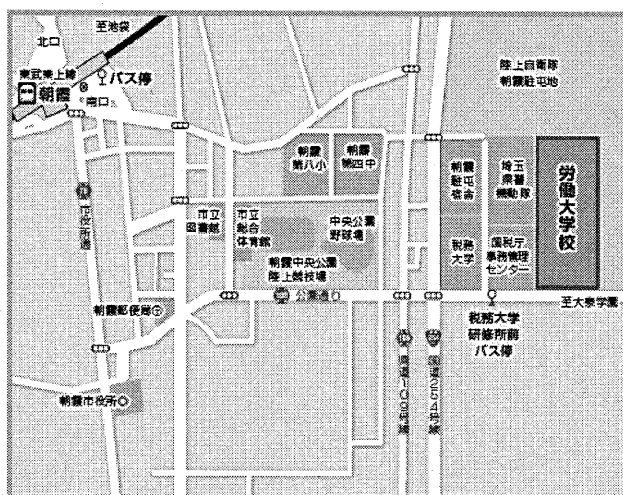 至池袋
北口
東武東上線
バス停
朝霞
南口
陸上自衛隊
朝霞駐屯地
朝霞
第八小
朝霞
第四中
朝霞
駐屯
宿舎
埼玉
県警
機動隊
労働大学校
市役所通
市立
図書館
市立
総合
体育館
中央公園
野球場
朝霞中央公園
陸上競技場
税務
大学
国税庁
事務管理
センター
公園通り
至大泉学園
朝霞郵便局
税務大学
研修所前
バス停
県道109号線
国道254号線
朝霞市役所